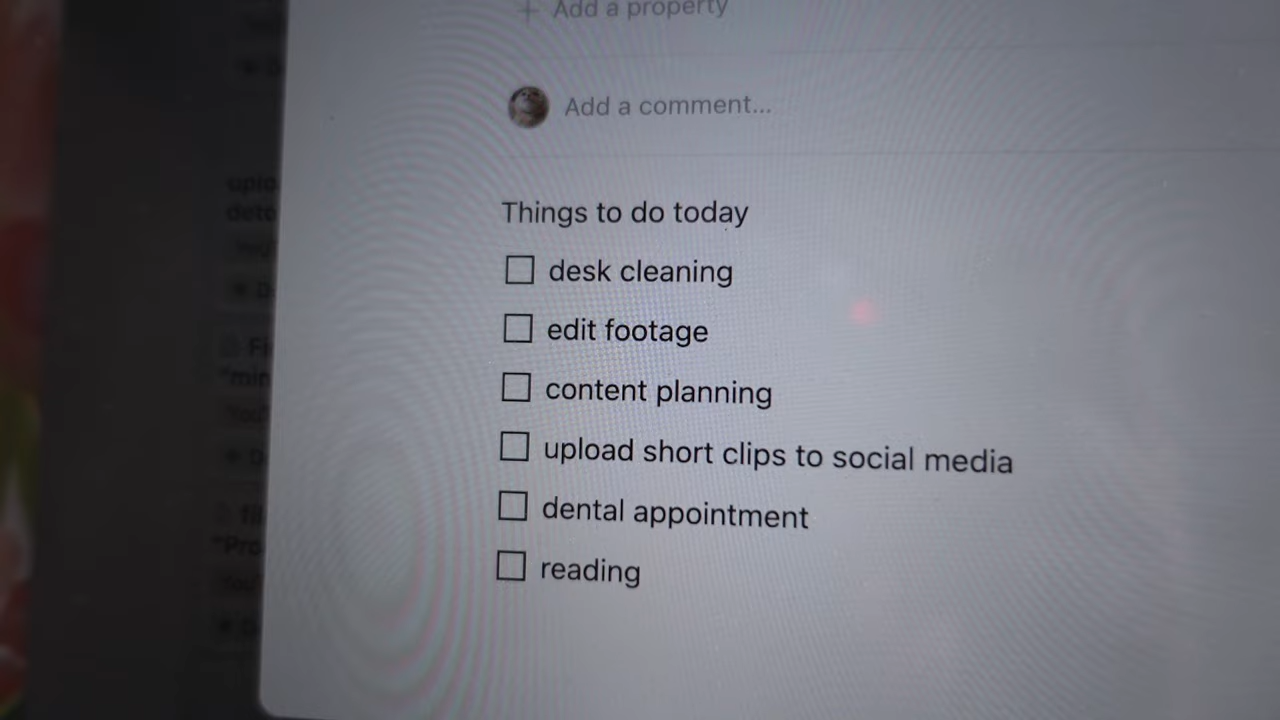 + Add a property
Add a comment...
Things to do today
desk cleaning
edit footage
content planning
upload short clips to social media
dental appointment
reading